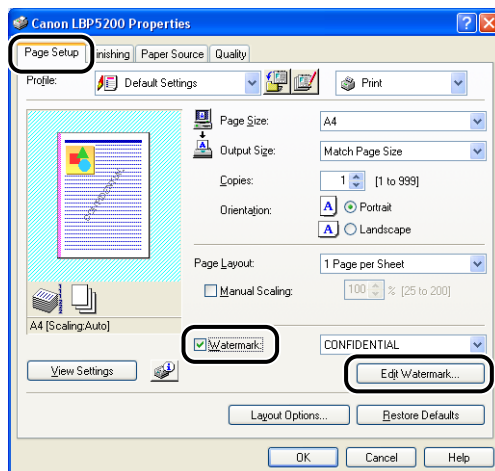 Canon LBP5200 Properties
Page Setup Finishing Paper Source Quality
Profile: Default Settings Print
Page Size: A4
Output Size: Match Page Size
Copies: 1 [1 to 999]
Orientation: A Portrait
A Landscape
Page Layout: 1 Page per Sheet
Manual Scaling: 100 % [25 to 200]
CONFIDENTIAL
A4 [Scaling:Auto]
Watermark: CONFIDENTIAL
View Settings Edit Watermark...
Layout Options... Restore Defaults
OK Cancel Help